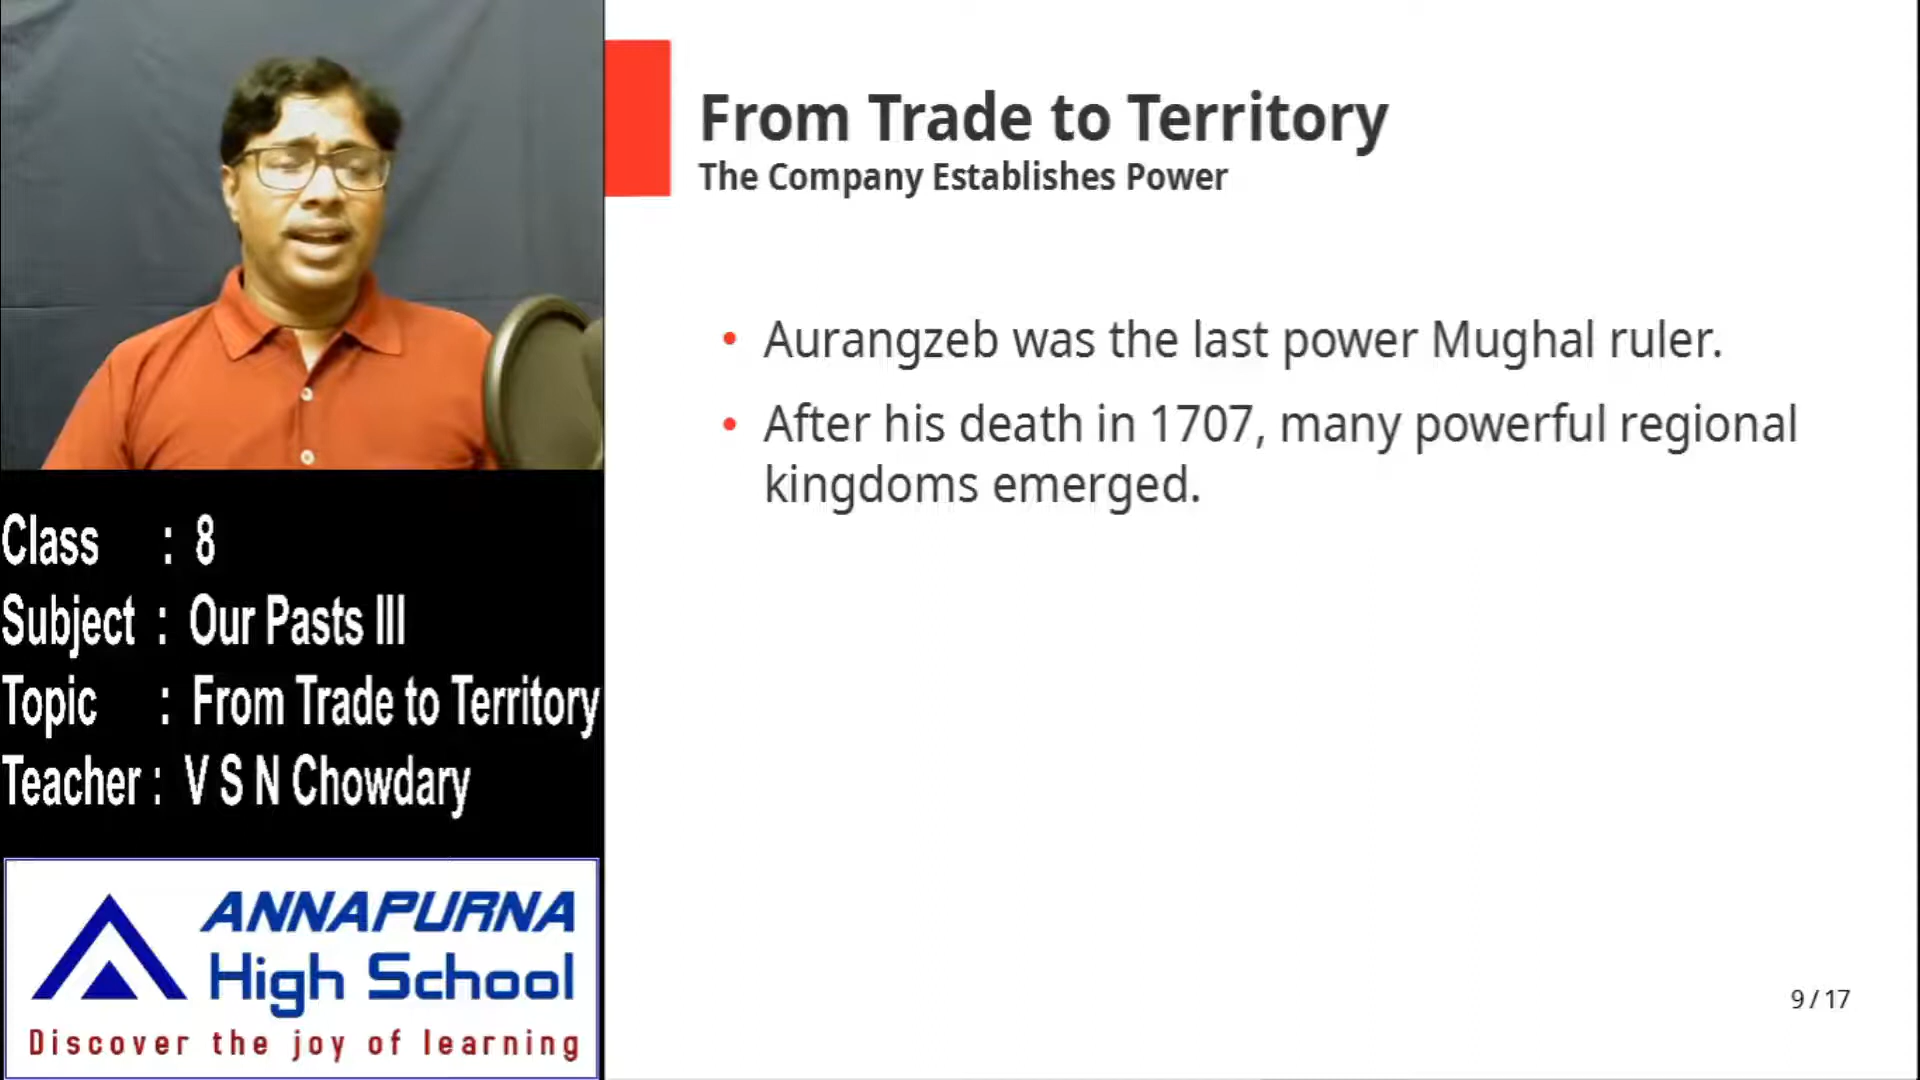 From Trade to Territory
The Company Establishes Power
• Aurangzeb was the last power Mughal ruler.
• After his death in 1707, many powerful regional
kingdoms emerged.
9 / 17
Class : 8
Subject : Our Pasts III
Topic : From Trade to Territory
Teacher : V S N Chowdary
ANNAPURNA
High School
Discover the joy of learning